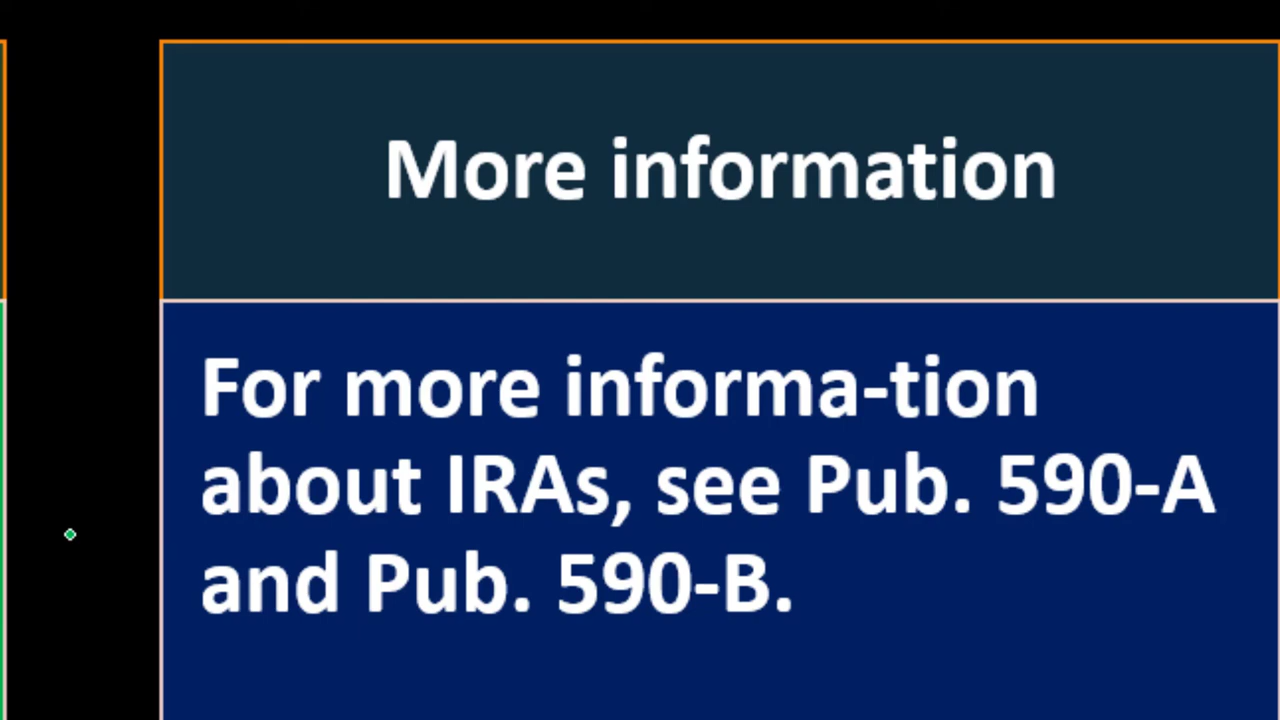 More information
For more informa-tion
about IRAs, see Pub. 590-A
and Pub. 590-B.